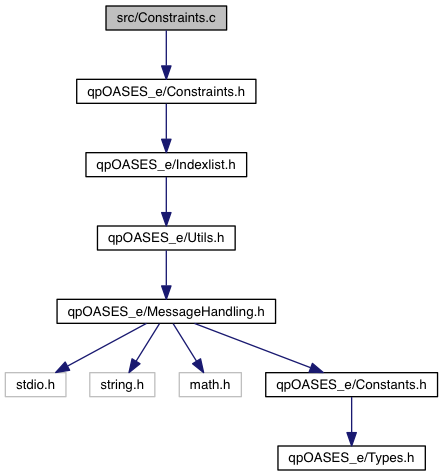 src/Constraints.c
qpOASES_e/Constraints.h
qpOASES_e/Indexlist.h
qpOASES_e/Utils.h
qpOASES_e/MessageHandling.h
stdio.h
string.h
math.h
qpOASES_e/Constants.h
qpOASES_e/Types.h